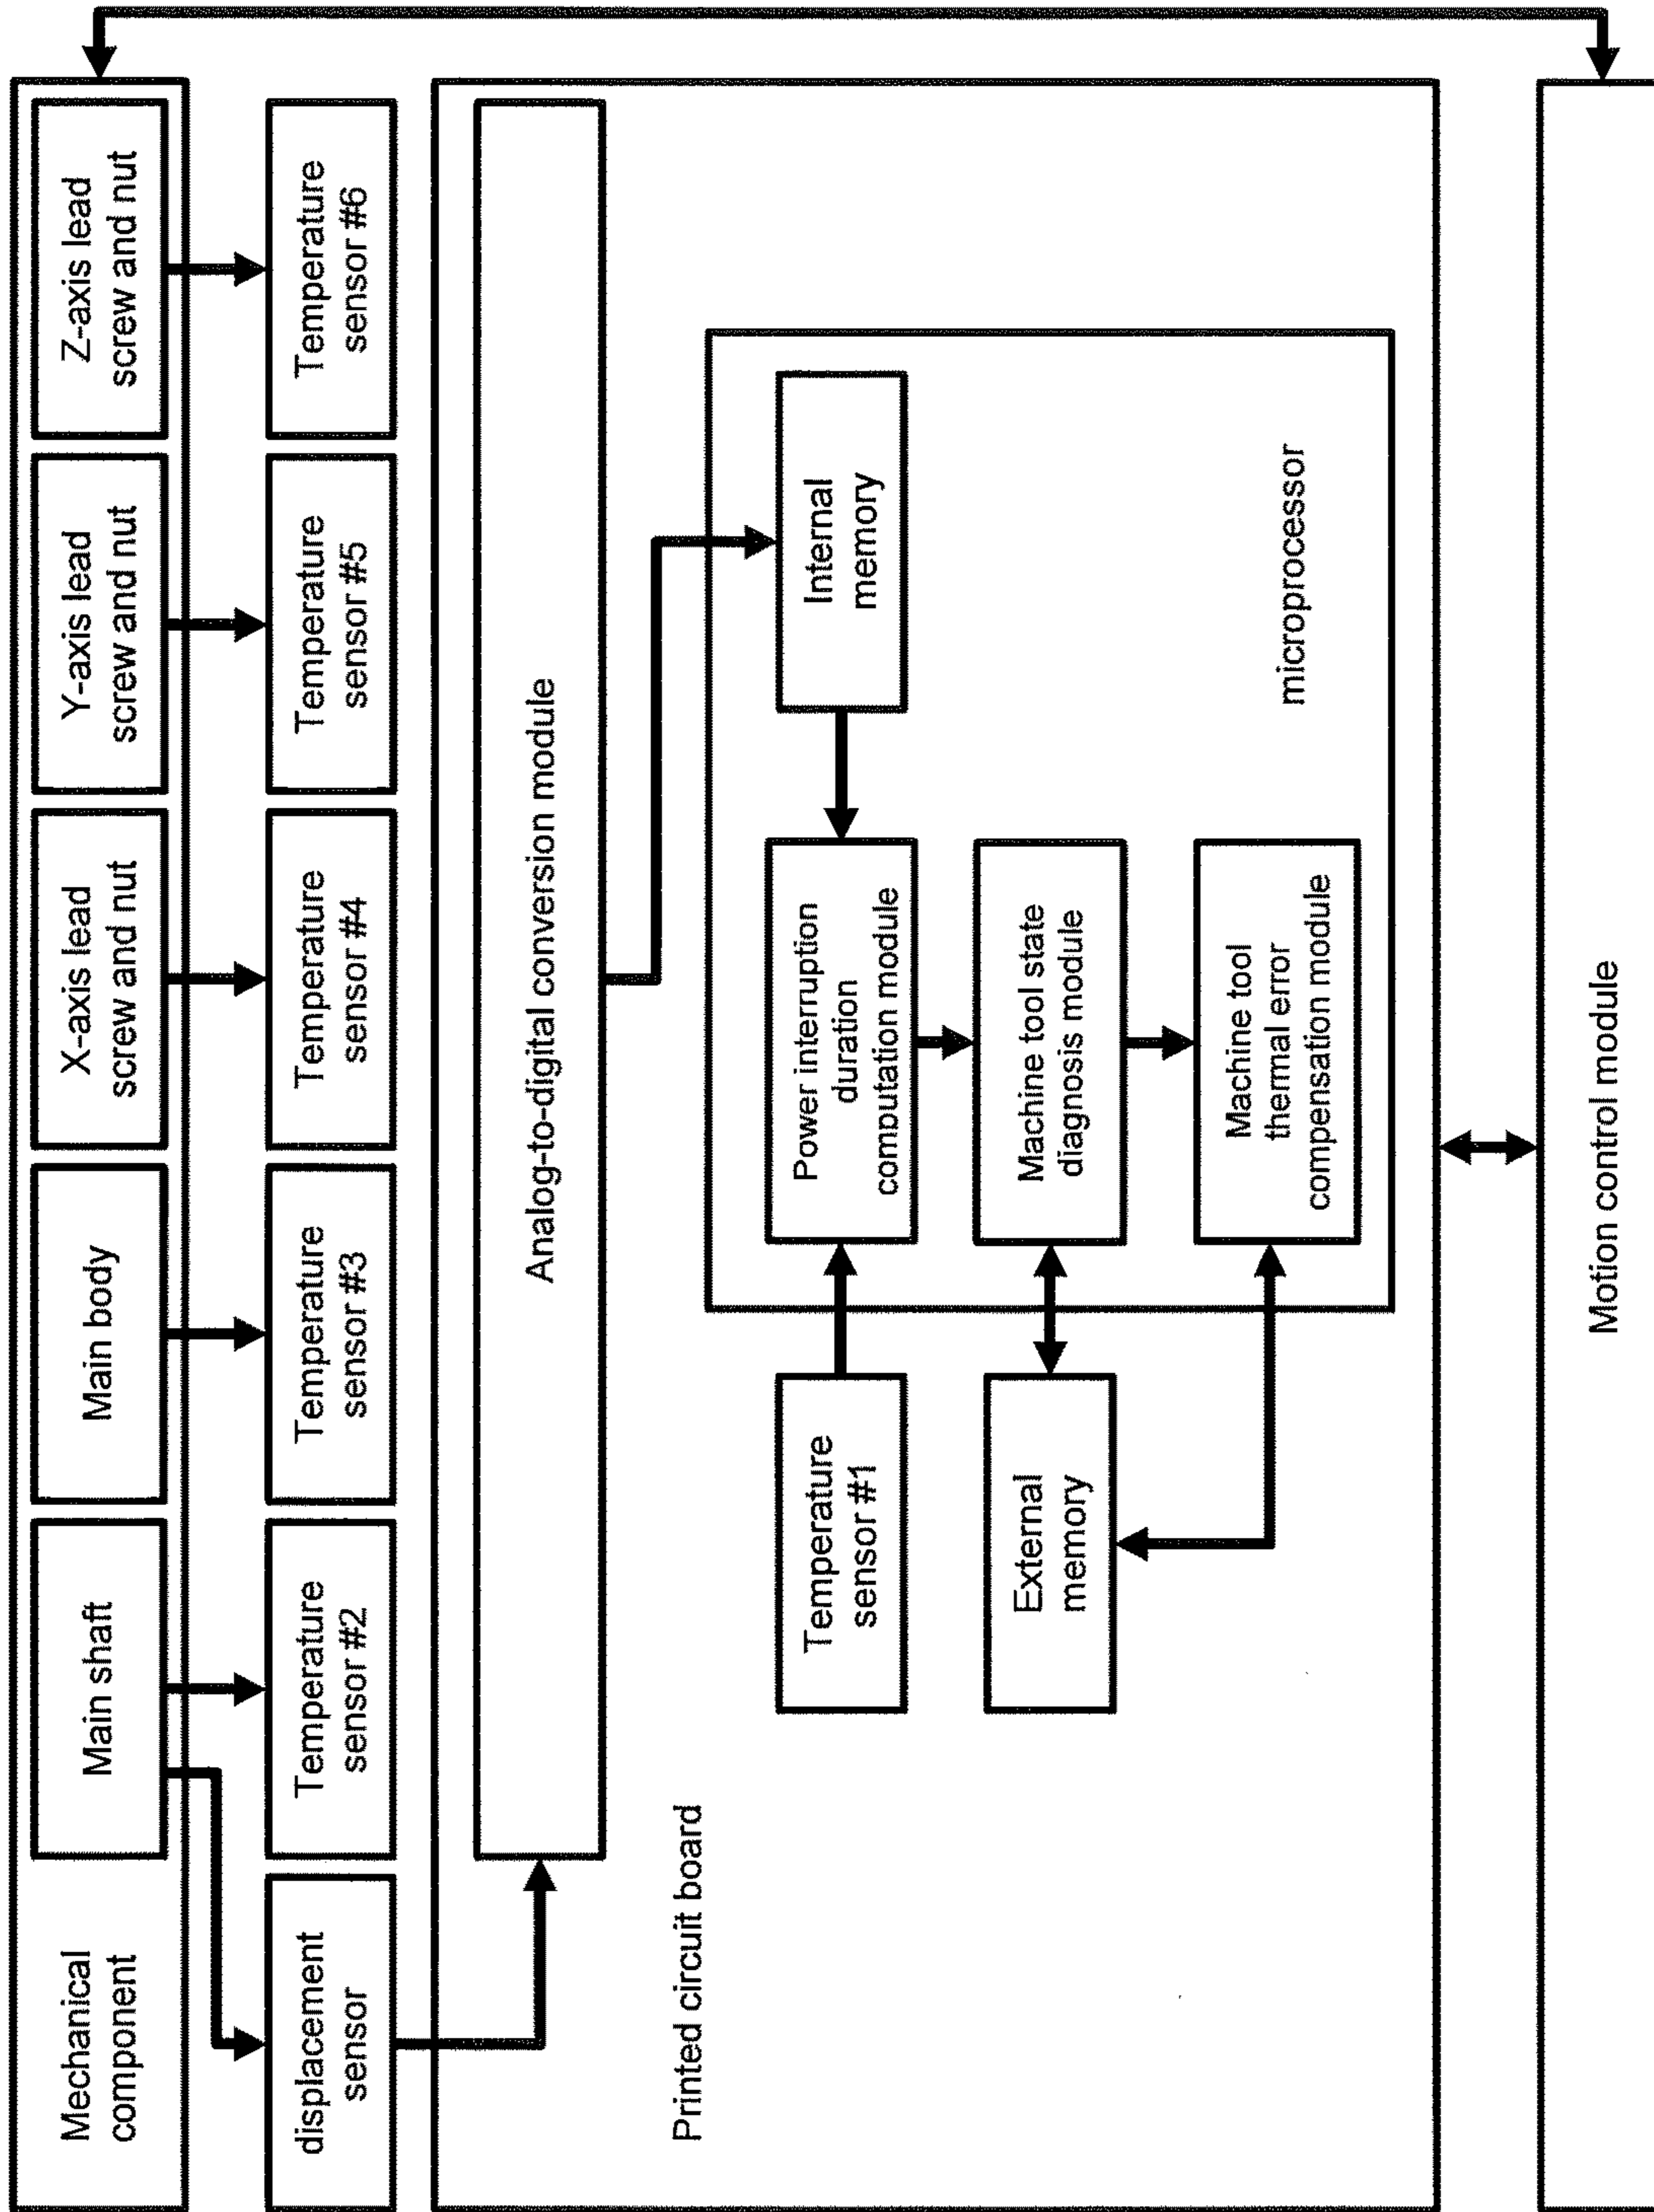 Mechanical
component
Main shaft
Main body
X-axis lead
screw and nut
Y-axis lead
screw and nut
Z-axis lead
screw and nut
displacement
sensor
Temperature
sensor #2
Temperature
sensor #3
Temperature
sensor #4
Temperature
sensor #5
Temperature
sensor #6
Analog-to-digital conversion module
Printed circuit board
Temperature
sensor #1
Power interruption
duration
computation module
Internal
memory
External
memory
Machine tool state
diagnosis module
Machine tool
thermal error
compensation module
microprocessor
Motion control module